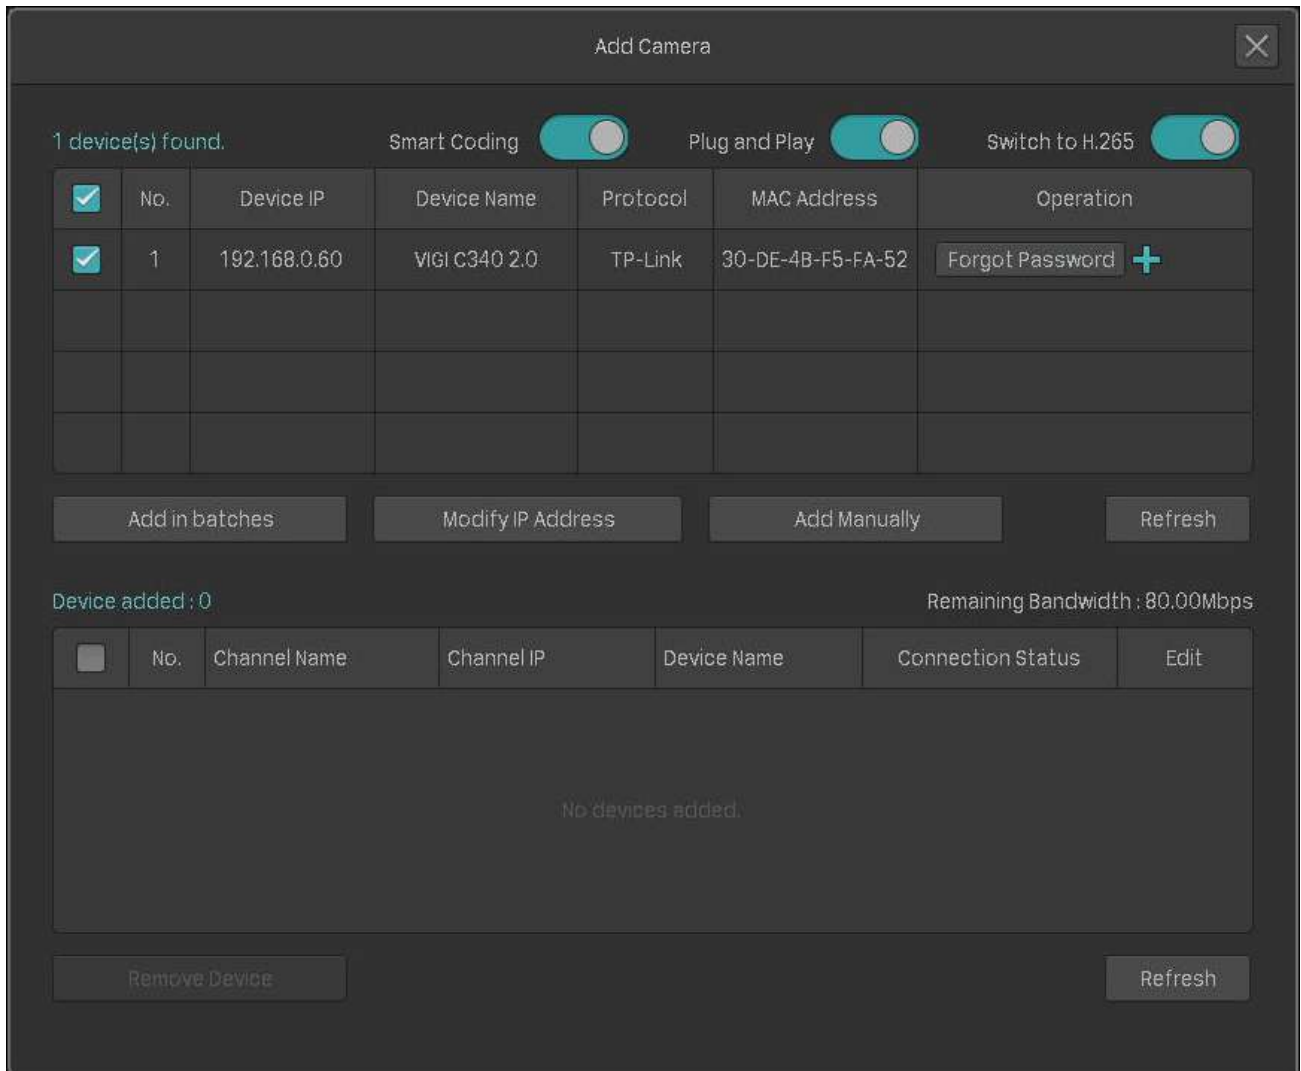 Add Camera
1 device(s) found. Smart Coding Plug and Play Switch to H.265
No. Device IP Device Name Protocol MAC Address Operation
1 192.168.0.60 VIGI C340 2.0 TP-Link 30-DE-4B-F5-FA-52 Forgot Password
Add in batches Modify IP Address Add Manually Refresh
Device added : 0 Remaining Bandwidth : 80.00Mbps
No. Channel Name Channel IP Device Name Connection Status Edit
No devices added.
Remove Device Refresh